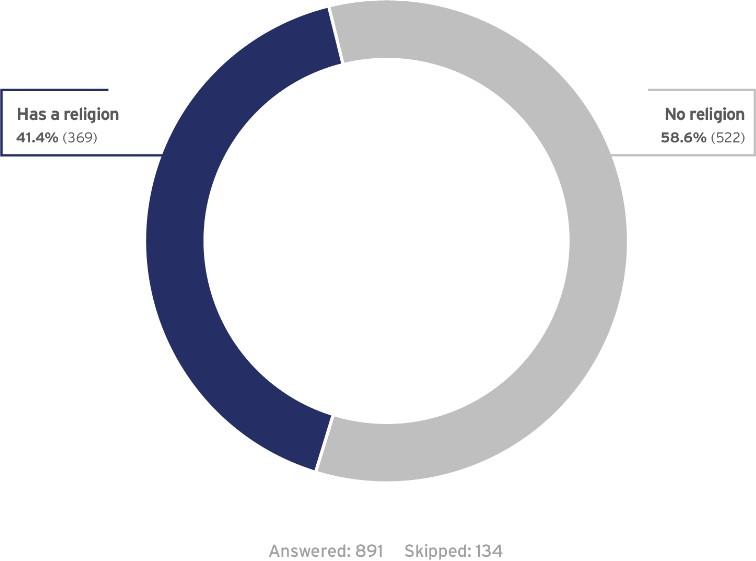 Has a religion
41.4% (369)
No religion
58.6% (522)
Answered: 891 Skipped: 134